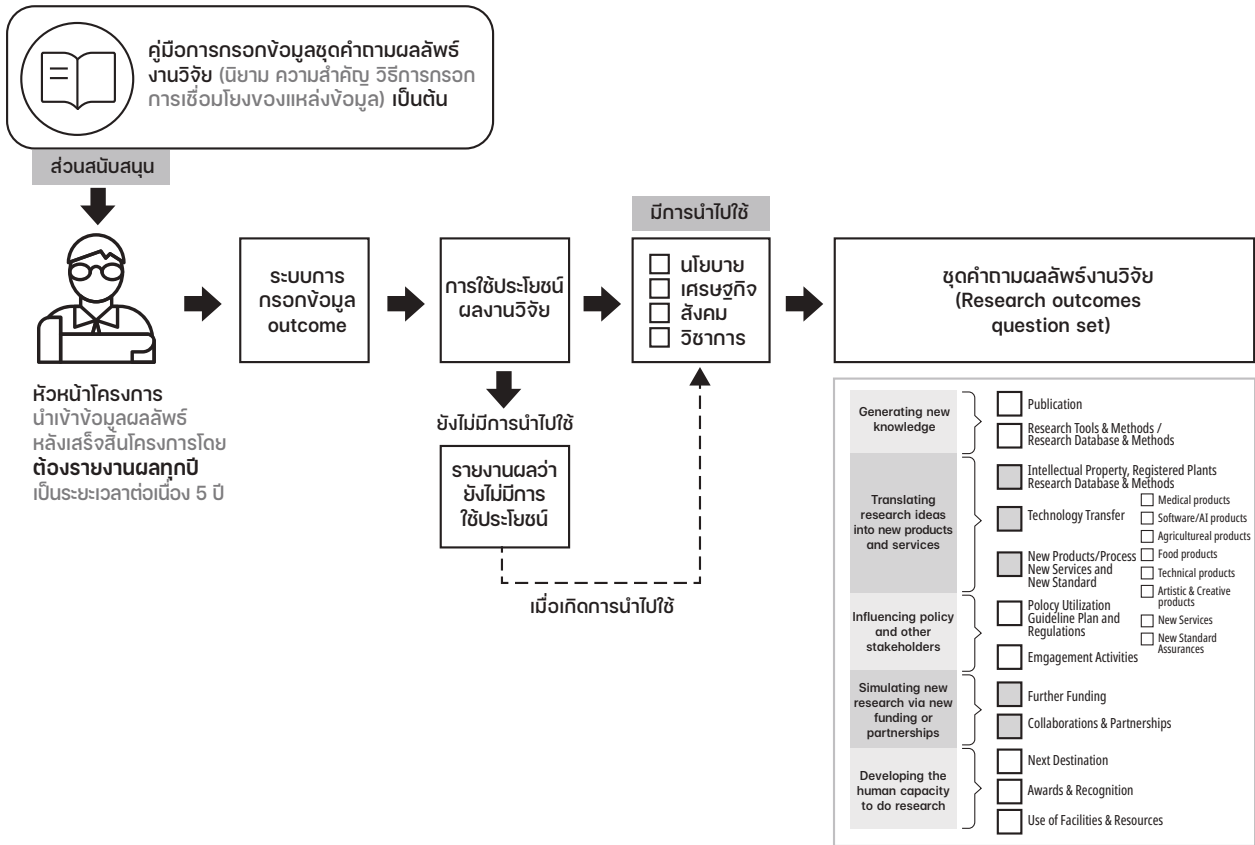 คู่มือการกรอกข้อมูลชุดคำถามผลลัพธ์
งานวิจัย (นิยาม ความสำคัญ วิธีการกรอก
การเชื่อมโยงของแหล่งข้อมูล) เป็นต้น
ส่วนสนับสนุน
หัวหน้าโครงการ
นำเข้าข้อมูลผลลัพธ์
หลังเสร็จสิ้นโครงการโดย
ต้องรายงานผลทุกปี
เป็นระยะเวลาต่อเนื่อง 5 ปี
ระบบการ
กรอกข้อมูล
outcome
การใช้ประโยชน์
ผลงานวิจัย
ยังไม่มีการนำไปใช้
รายงานผลว่า
ยังไม่มีการ
ใช้ประโยชน์
เมื่อเกิดการนำไปใช้
มีการนำไปใช้
นโยบาย
เศรษฐกิจ
สังคม
วิชาการ
ชุดคำถามผลลัพธ์งานวิจัย
(Research outcomes
question set)
Generating new
knowledge
Publication
Research Tools & Methods /
Research Database & Methods
Translating
research ideas
into new products
and services
Intellectual Property, Registered Plants
Research Database & Methods
Technology Transfer
New Products/Process
New Services and
New Standard
Medical products
Software/AI products
Agricultureal products
Food products
Technical products
Artistic & Creative
products
New Services
New Standard
Assurances
Influencing policy
and other
stakeholders
Polocy Utilization
Guideline Plan and
Regulations
Emgagement Activities
Simulating new
research via new
funding or
partnerships
Further Funding
Collaborations & Partnerships
Developing the
human capacity
to do research
Next Destination
Awards & Recognition
Use of Facilities & Resources